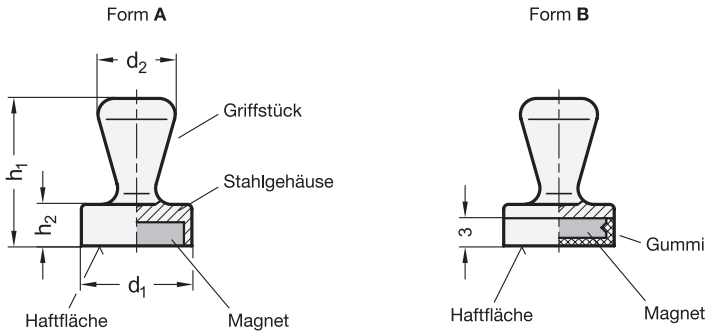 Form A
Form B
d2
h1
h2
d1
Griffstück
Stahlgehäuse
Haftfläche
Magnet
3
Gummi
Haftfläche
Magnet